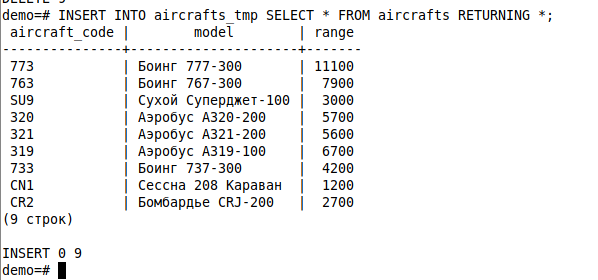 DELETE 9
demo=# INSERT INTO aircrafts_tmp SELECT * FROM aircrafts RETURNING *;
 aircraft_code |        model        | range
---------------+---------------------+-------
 773           | Боинг 777-300       | 11100
 763           | Боинг 767-300       |  7900
 SU9           | Сухой Суперджет-100 |  3000
 320           | Аэробус A320-200    |  5700
 321           | Аэробус A321-200    |  5600
 319           | Аэробус A319-100    |  6700
 733           | Боинг 737-300       |  4200
 CN1           | Сессна 208 Караван  |  1200
 CR2           | Бомбардье CRJ-200   |  2700
(9 строк)
INSERT 0 9
demo=#